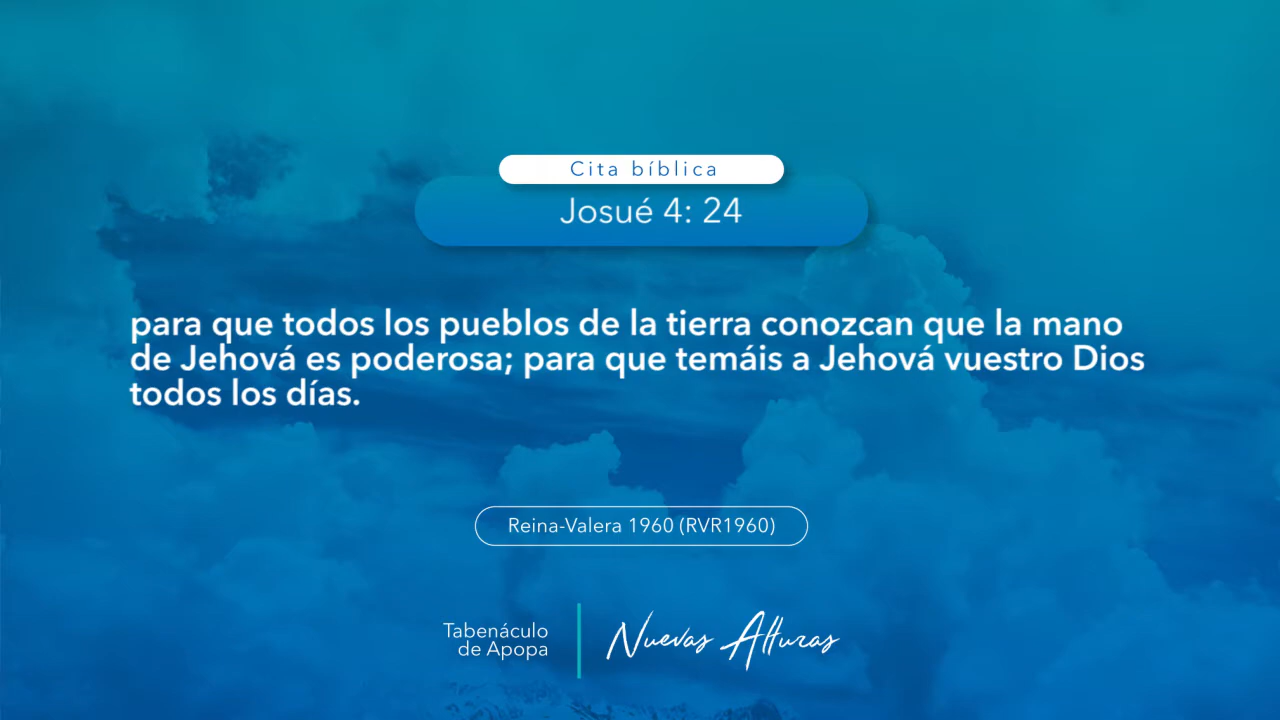 Cita bíblica
Josué 4: 24
para que todos los pueblos de la tierra conozcan que la mano
de Jehová es poderosa; para que temáis a Jehová vuestro Dios
todos los días.
Reina-Valera 1960 (RVR1960)
Tabenáculo
de Apopa
Nuevas Alturas